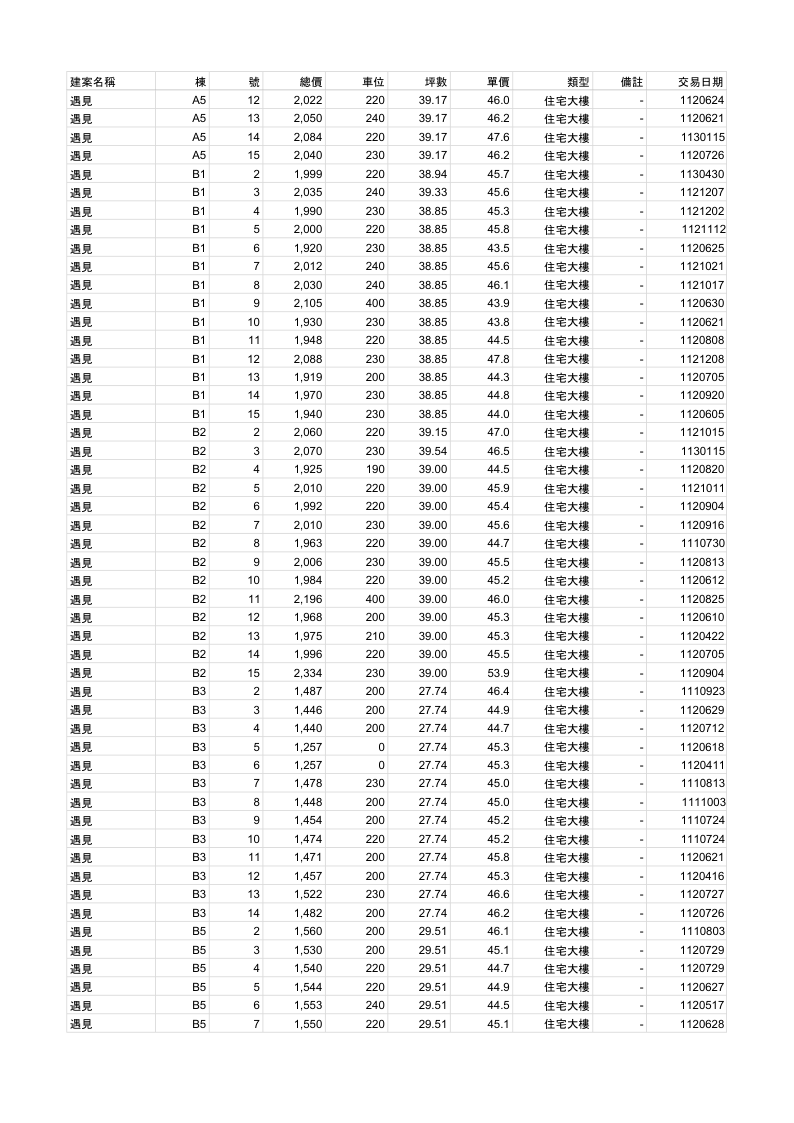 建案名稱 棟 號 總價 車位 坪數 單價 類型 備註 交易日期
遇見 A5 12 2,022 220 39.17 46.0 住宅大樓 - 1120624
遇見 A5 13 2,050 240 39.17 46.2 住宅大樓 - 1120621
遇見 A5 14 2,084 220 39.17 47.6 住宅大樓 - 1130115
遇見 A5 15 2,040 230 39.17 46.2 住宅大樓 - 1120726
遇見 B1 2 1,999 220 38.94 45.7 住宅大樓 - 1130430
遇見 B1 3 2,035 240 39.33 45.6 住宅大樓 - 1121207
遇見 B1 4 1,990 230 38.85 45.3 住宅大樓 - 1121202
遇見 B1 5 2,000 220 38.85 45.8 住宅大樓 - 1121112
遇見 B1 6 1,920 230 38.85 43.5 住宅大樓 - 1120625
遇見 B1 7 2,012 240 38.85 45.6 住宅大樓 - 1121021
遇見 B1 8 2,030 240 38.85 46.1 住宅大樓 - 1121017
遇見 B1 9 2,105 400 38.85 43.9 住宅大樓 - 1120630
遇見 B1 10 1,930 230 38.85 43.8 住宅大樓 - 1120621
遇見 B1 11 1,948 220 38.85 44.5 住宅大樓 - 1120808
遇見 B1 12 2,088 230 38.85 47.8 住宅大樓 - 1121208
遇見 B1 13 1,919 200 38.85 44.3 住宅大樓 - 1120705
遇見 B1 14 1,970 230 38.85 44.8 住宅大樓 - 1120920
遇見 B1 15 1,940 230 38.85 44.0 住宅大樓 - 1120605
遇見 B2 2 2,060 220 39.15 47.0 住宅大樓 - 1121015
遇見 B2 3 2,070 230 39.54 46.5 住宅大樓 - 1130115
遇見 B2 4 1,925 190 39.00 44.5 住宅大樓 - 1120820
遇見 B2 5 2,010 220 39.00 45.9 住宅大樓 - 1121011
遇見 B2 6 1,992 220 39.00 45.4 住宅大樓 - 1120904
遇見 B2 7 2,010 230 39.00 45.6 住宅大樓 - 1120916
遇見 B2 8 1,963 220 39.00 44.7 住宅大樓 - 1110730
遇見 B2 9 2,006 230 39.00 45.5 住宅大樓 - 1120813
遇見 B2 10 1,984 220 39.00 45.2 住宅大樓 - 1120612
遇見 B2 11 2,196 400 39.00 46.0 住宅大樓 - 1120825
遇見 B2 12 1,968 200 39.00 45.3 住宅大樓 - 1120610
遇見 B2 13 1,975 210 39.00 45.3 住宅大樓 - 1120422
遇見 B2 14 1,996 220 39.00 45.5 住宅大樓 - 1120705
遇見 B2 15 2,334 230 39.00 53.9 住宅大樓 - 1120904
遇見 B3 2 1,487 200 27.74 46.4 住宅大樓 - 1110923
遇見 B3 3 1,446 200 27.74 44.9 住宅大樓 - 1120629
遇見 B3 4 1,440 200 27.74 44.7 住宅大樓 - 1120712
遇見 B3 5 1,257 0 27.74 45.3 住宅大樓 - 1120618
遇見 B3 6 1,257 0 27.74 45.3 住宅大樓 - 1120411
遇見 B3 7 1,478 230 27.74 45.0 住宅大樓 - 1110813
遇見 B3 8 1,448 200 27.74 45.0 住宅大樓 - 1111003
遇見 B3 9 1,454 200 27.74 45.2 住宅大樓 - 1110724
遇見 B3 10 1,474 220 27.74 45.2 住宅大樓 - 1110724
遇見 B3 11 1,471 200 27.74 45.8 住宅大樓 - 1120621
遇見 B3 12 1,457 200 27.74 45.3 住宅大樓 - 1120416
遇見 B3 13 1,522 230 27.74 46.6 住宅大樓 - 1120727
遇見 B3 14 1,482 200 27.74 46.2 住宅大樓 - 1120726
遇見 B5 2 1,560 200 29.51 46.1 住宅大樓 - 1110803
遇見 B5 3 1,530 200 29.51 45.1 住宅大樓 - 1120729
遇見 B5 4 1,540 220 29.51 44.7 住宅大樓 - 1120729
遇見 B5 5 1,544 220 29.51 44.9 住宅大樓 - 1120627
遇見 B5 6 1,553 240 29.51 44.5 住宅大樓 - 1120517
遇見 B5 7 1,550 220 29.51 45.1 住宅大樓 - 1120628